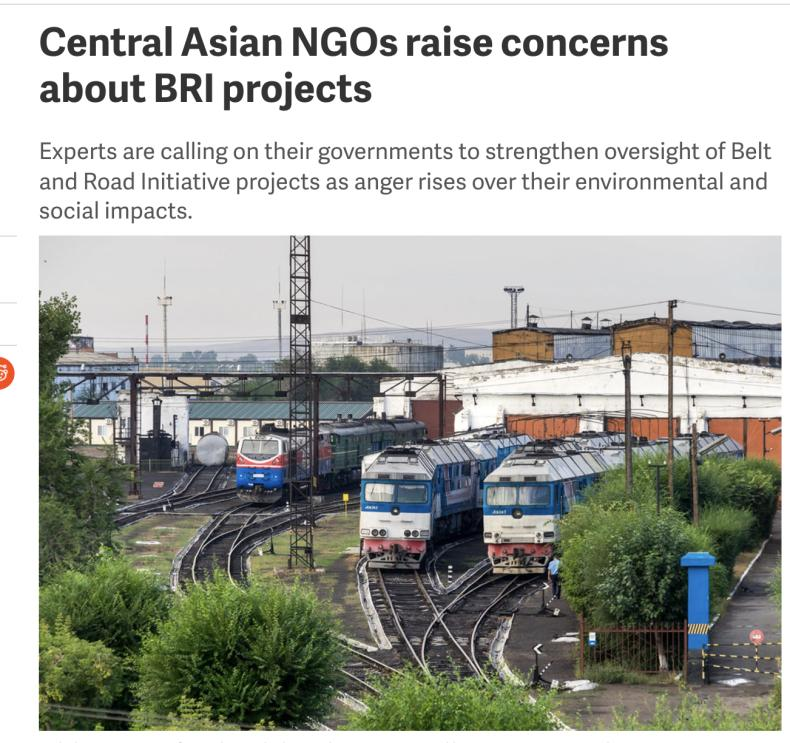 Central Asian NGOs raise concerns
about BRI projects
Experts are calling on their governments to strengthen oversight of Belt
and Road Initiative projects as anger rises over their environmental and
social impacts.